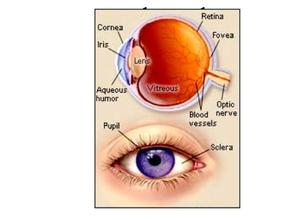 Retina
Cornea
Fovea
Iris
Lens
Aqueous
humor
Vitreous
Optic
nerve
Blood
vessels
Pupil
Sclera